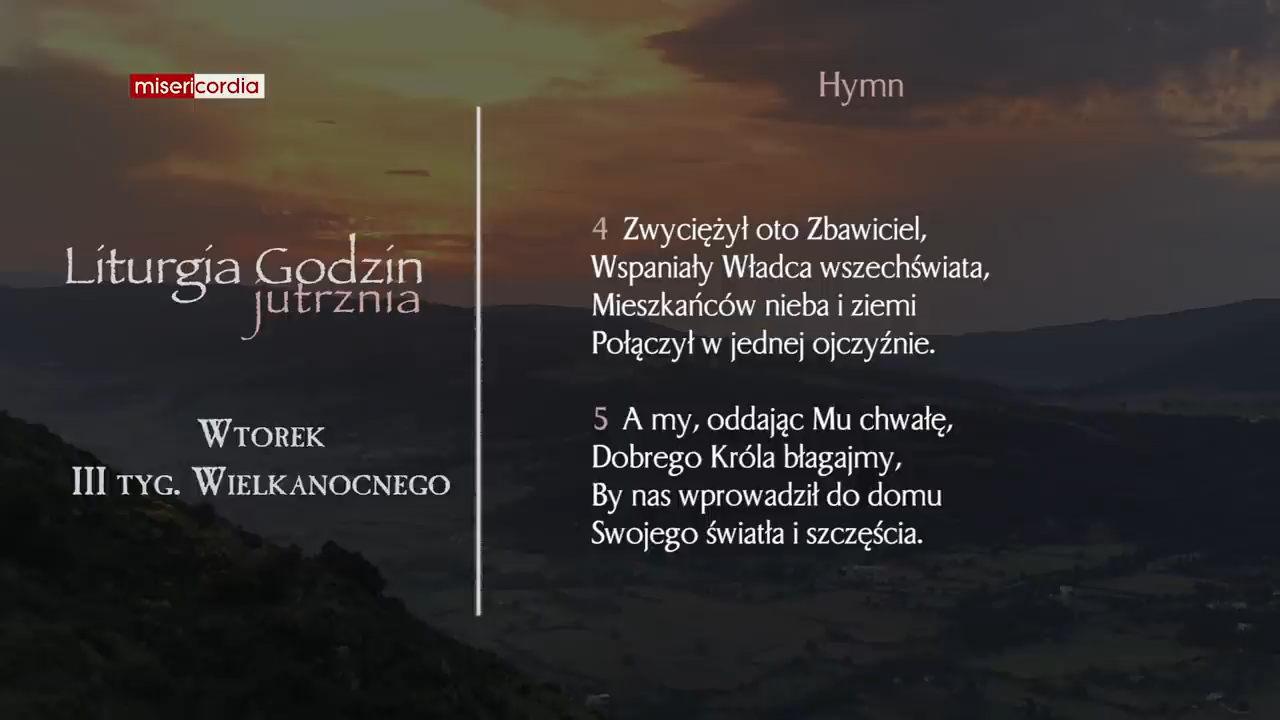 misericordia
Hymn
Liturgia Godzin
jutrznia
Wtorek
III tyg. Wielkanocnego
4 Zwyciężył oto Zbawiciel,
Wspaniały Władca wszechświata,
Mieszkańców nieba i ziemi
Połączył w jednej ojczyźnie.
5 A my, oddając Mu chwałę,
Dobrego Króla błagajmy,
By nas wprowadził do domu
Swojego światła i szczęścia.